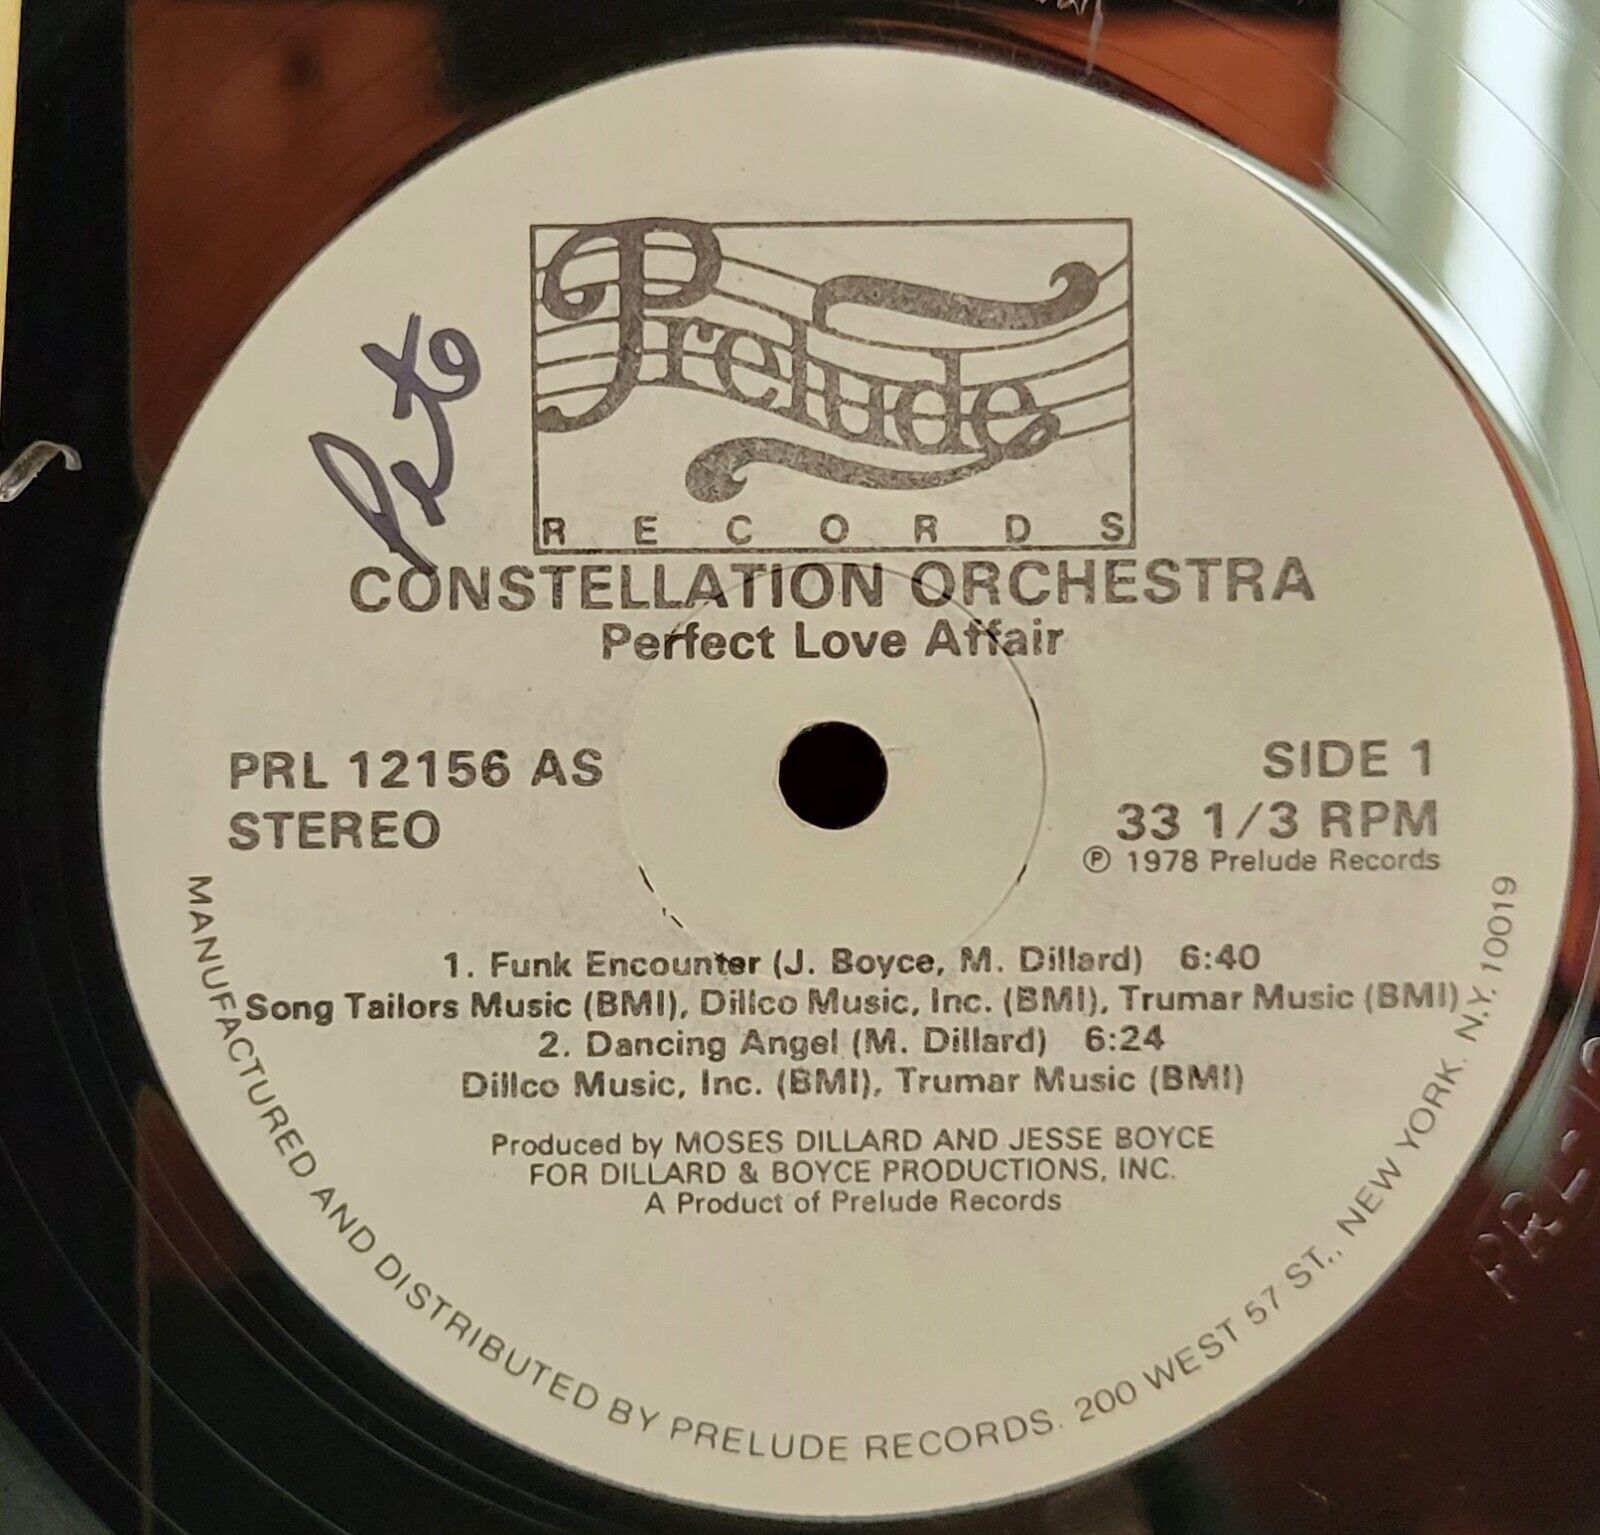 Prelude
RECORDS
CONSTELLATION ORCHESTRA
Perfect Love Affair
PRL 12156 AS
STEREO
SIDE 1
33 1/3 RPM
℗ 1978 Prelude Records
1. Funk Encounter (J. Boyce, M. Dillard) 6:40
Song Tailors Music (BMI), Dillco Music, Inc. (BMI), Trumar Music (BMI)
2. Dancing Angel (M. Dillard) 6:24
Dillco Music, Inc. (BMI), Trumar Music (BMI)
Produced by MOSES DILLARD AND JESSE BOYCE
FOR DILLARD & BOYCE PRODUCTIONS, INC.
A Product of Prelude Records
MANUFACTURED AND DISTRIBUTED BY PRELUDE RECORDS. 200 WEST 57 ST., NEW YORK. N.Y. 10019